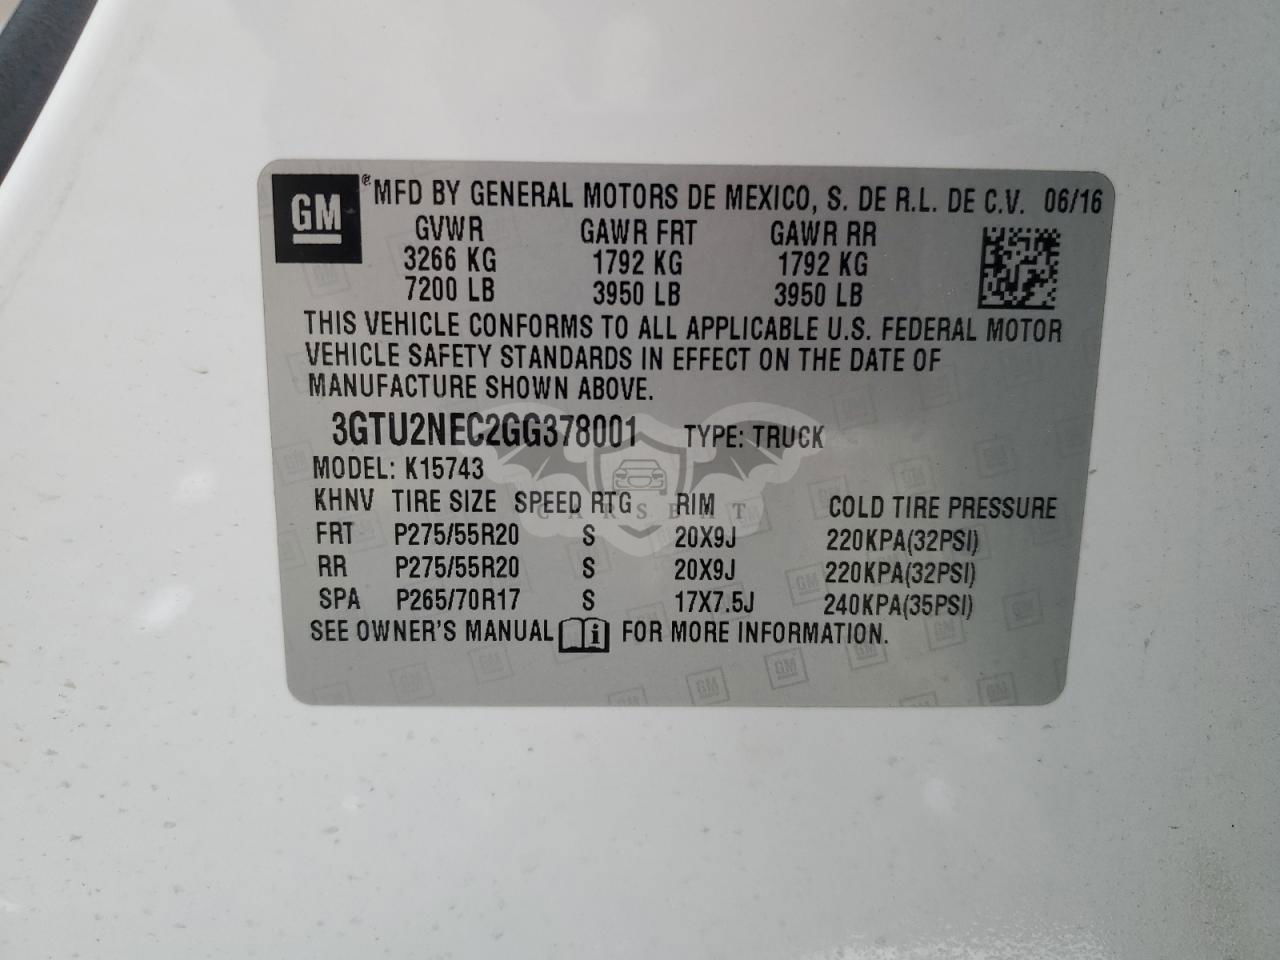 GM ® MFD BY GENERAL MOTORS DE MEXICO, S. DE R.L. DE C.V. 06/16
GVWR GAWR FRT GAWR RR
3266 KG 1792 KG 1792 KG
7200 LB 3950 LB 3950 LB
THIS VEHICLE CONFORMS TO ALL APPLICABLE U.S. FEDERAL MOTOR
VEHICLE SAFETY STANDARDS IN EFFECT ON THE DATE OF
MANUFACTURE SHOWN ABOVE.
3GTU2NEC2GG378001 TYPE: TRUCK
MODEL: K15743
KHNV TIRE SIZE SPEED RTG RIM COLD TIRE PRESSURE
CARSBAT
FRT P275/55R20 S 20X9J 220KPA(32PSI)
RR P275/55R20 S 20X9J 220KPA(32PSI)
SPA P265/70R17 S 17X7.5J 240KPA(35PSI)
SEE OWNER'S MANUAL i FOR MORE INFORMATION.